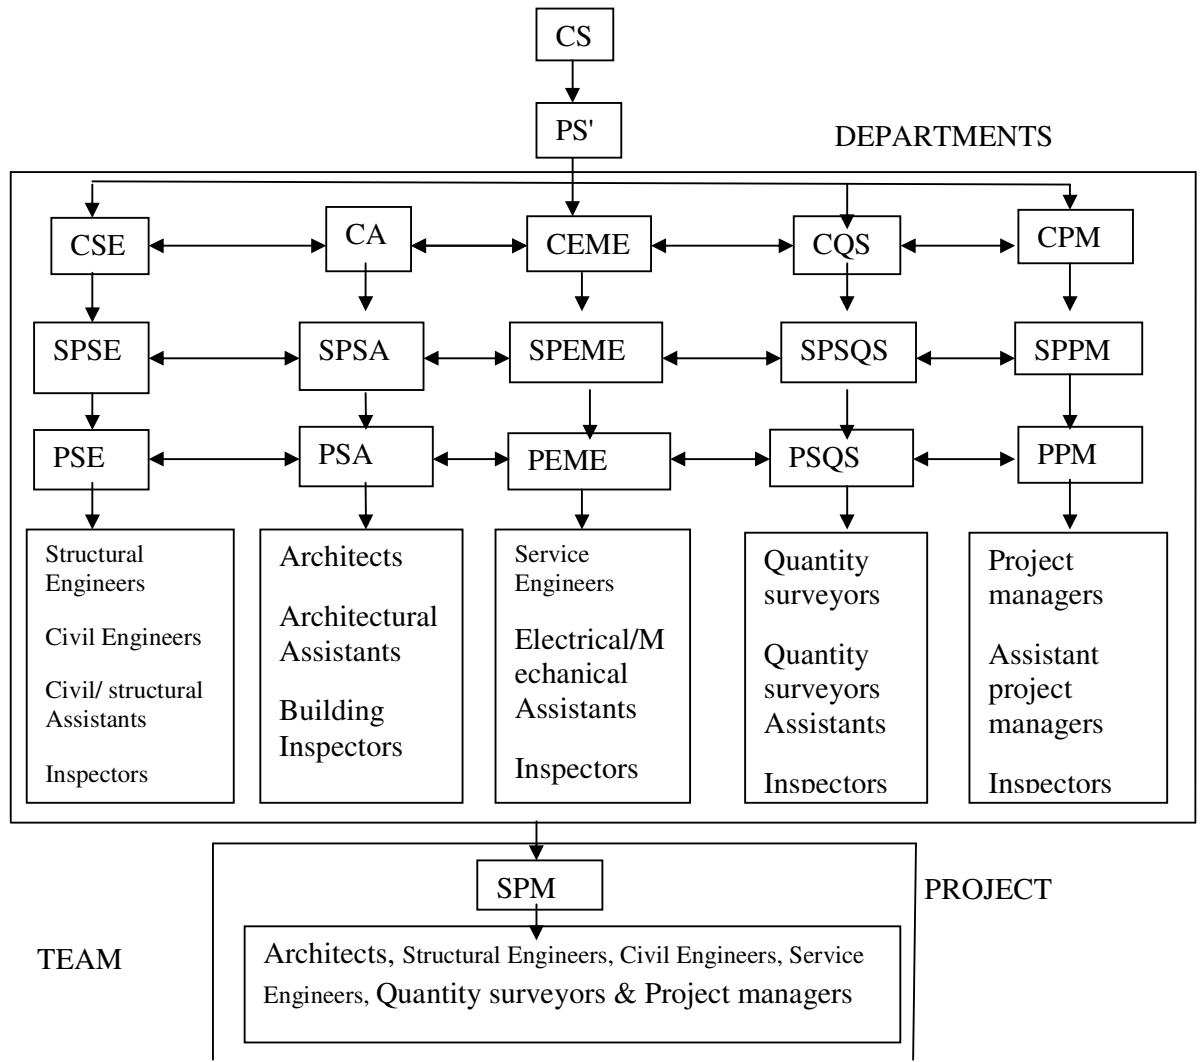 CS
PS'
DEPARTMENTS
CSE
CA
CEME
CQS
CPM
SPSE
SPSA
SPEME
SPSQS
SPPM
PSE
PSA
PEME
PSQS
PPM
Structural
Engineers
Civil Engineers
Civil/ structural
Assistants
Inspectors
Architects
Architectural
Assistants
Building
Inspectors
Service
Engineers
Electrical/M
echanical
Assistants
Inspectors
Quantity
surveyors
Quantity
surveyors
Assistants
Inspectors
Project
managers
Assistant
project
managers
Inspectors
SPM
PROJECT
TEAM
Architects, Structural Engineers, Civil Engineers, Service
Engineers, Quantity surveyors & Project managers